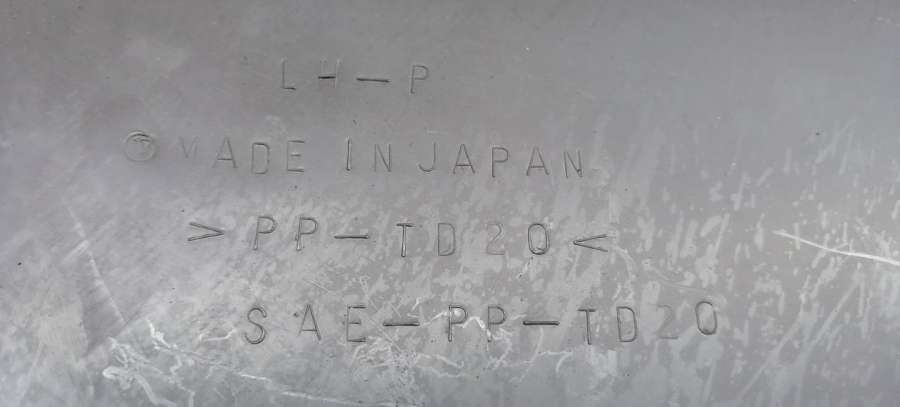 LH-P
MADE IN JAPAN
>PP-TD20<
SAE-PP-TD20